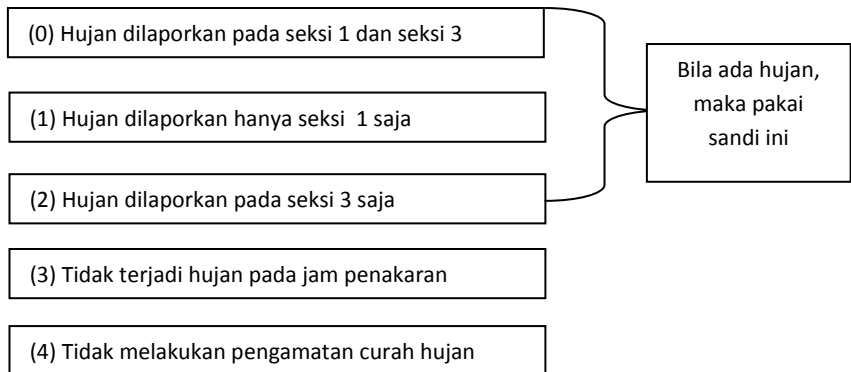 (0) Hujan dilaporkan pada seksi 1 dan seksi 3
(1) Hujan dilaporkan hanya seksi 1 saja
(2) Hujan dilaporkan pada seksi 3 saja
(3) Tidak terjadi hujan pada jam penakaran
(4) Tidak melakukan pengamatan curah hujan
Bila ada hujan,
maka pakai
sandi ini